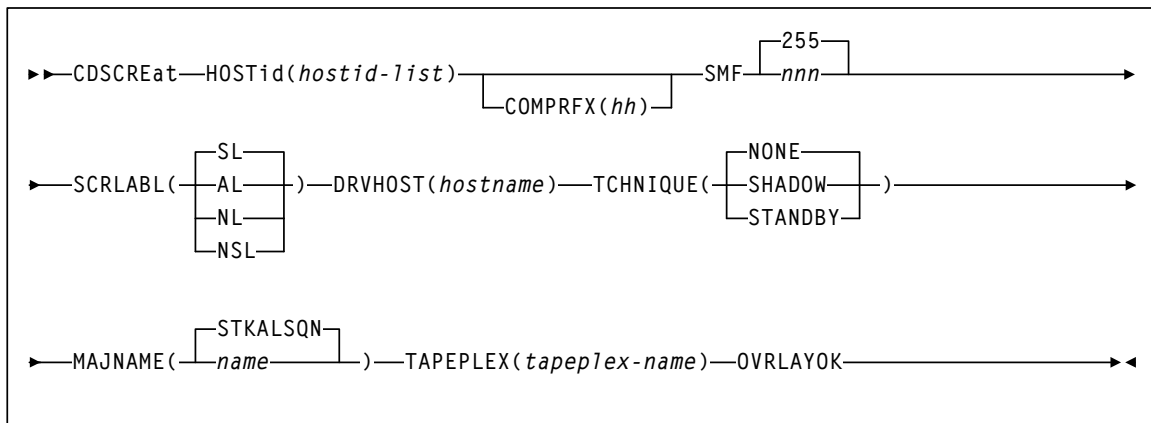 255
CDSCREat HOSTid(hostid-list) SMF nnn
COMPRFX(hh)
SL NONE
SCRLABL( AL ) DRVHOST(hostname) TCHNIQUE( SHADOW )
NL STANDBY
NSL
STKALSQN
MAJNAME( name ) TAPEPLEX(tapeplex-name) OVRLAYOK